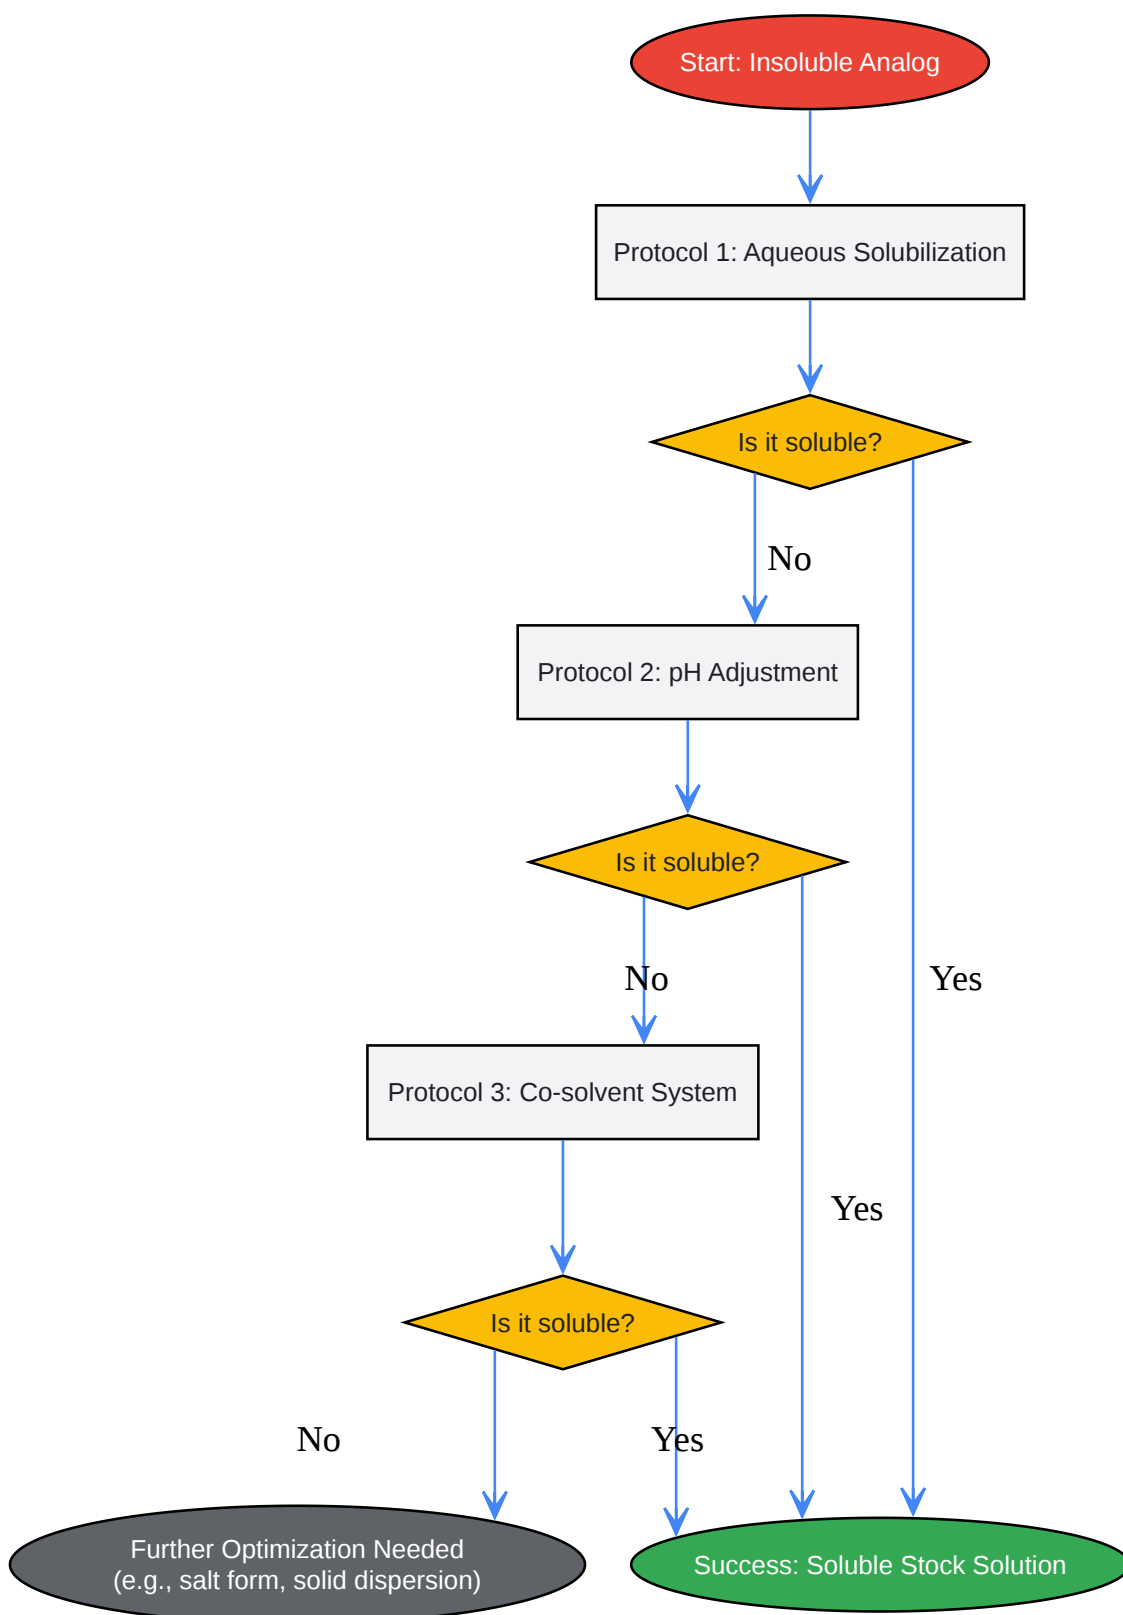 Start: Insoluble Analog
Protocol 1: Aqueous Solubilization
Is it soluble?
No
Protocol 2: pH Adjustment
Is it soluble?
No
Yes
Protocol 3: Co-solvent System
Yes
Is it soluble?
No
Yes
Further Optimization Needed
(e.g., salt form, solid dispersion)
Success: Soluble Stock Solution